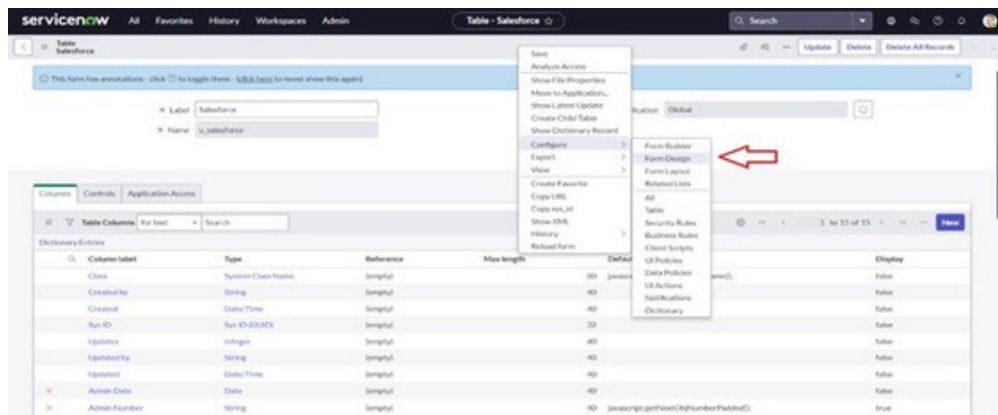 servicenow All Favorites History Workspaces Admin Table - Salesforce Search
Table
Salesforce
Update Delete Delete All Records
This form has annotations - click to toggle them - (click here to never show this again)
Label Salesforce
Name u_salesforce
Global
Save
Analyze Access
Show File Properties
Move to Application...
Show Latest Update
Create Child Table
Show Dictionary Record
Configure
Export
View
Create Favorite
Copy URL
Copy sys_id
Show XML
History
Reload form
Form Builder
Form Design
Form Layout
Related Lists
All
Table
Security Rules
Business Rules
Client Scripts
UI Policies
Data Policies
UI Actions
Notifications
Dictionary
Columns Controls Application Access
Table Columns for text Search 1 to 15 of 15 New
Dictionary Entries
Column label Type Reference Max length Display
Class System Class Name (empty) 80 false
Created by String (empty) 40 false
Created Date/Time (empty) 40 false
Sys ID Sys ID (GUID) (empty) 32 false
Updates Integer (empty) 40 false
Updated by String (empty) 40 false
Updated Date/Time (empty) 40 false
Admin Date Date (empty) 40 false
Admin Number String (empty) 40 javascript:getNextObjNumberPadded(); true